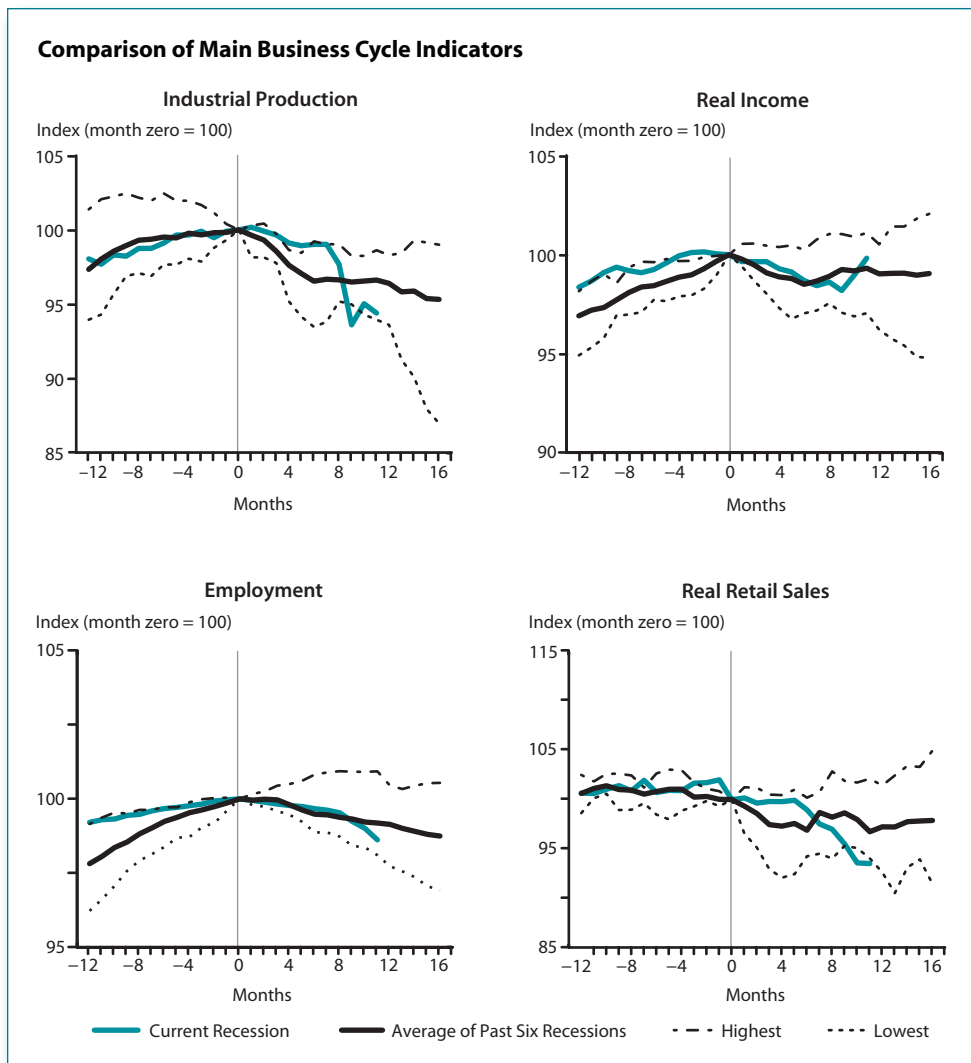 Comparison of Main Business Cycle Indicators
Industrial Production
Index (month zero = 100)
105
100
95
90
85
−12 −8 −4 0 4 8 12 16
Months
Real Income
Index (month zero = 100)
105
100
95
90
−12 −8 −4 0 4 8 12 16
Months
Employment
Index (month zero = 100)
105
100
95
−12 −8 −4 0 4 8 12 16
Months
Real Retail Sales
Index (month zero = 100)
115
105
95
85
−12 −8 −4 0 4 8 12 16
Months
Current Recession Average of Past Six Recessions Highest Lowest